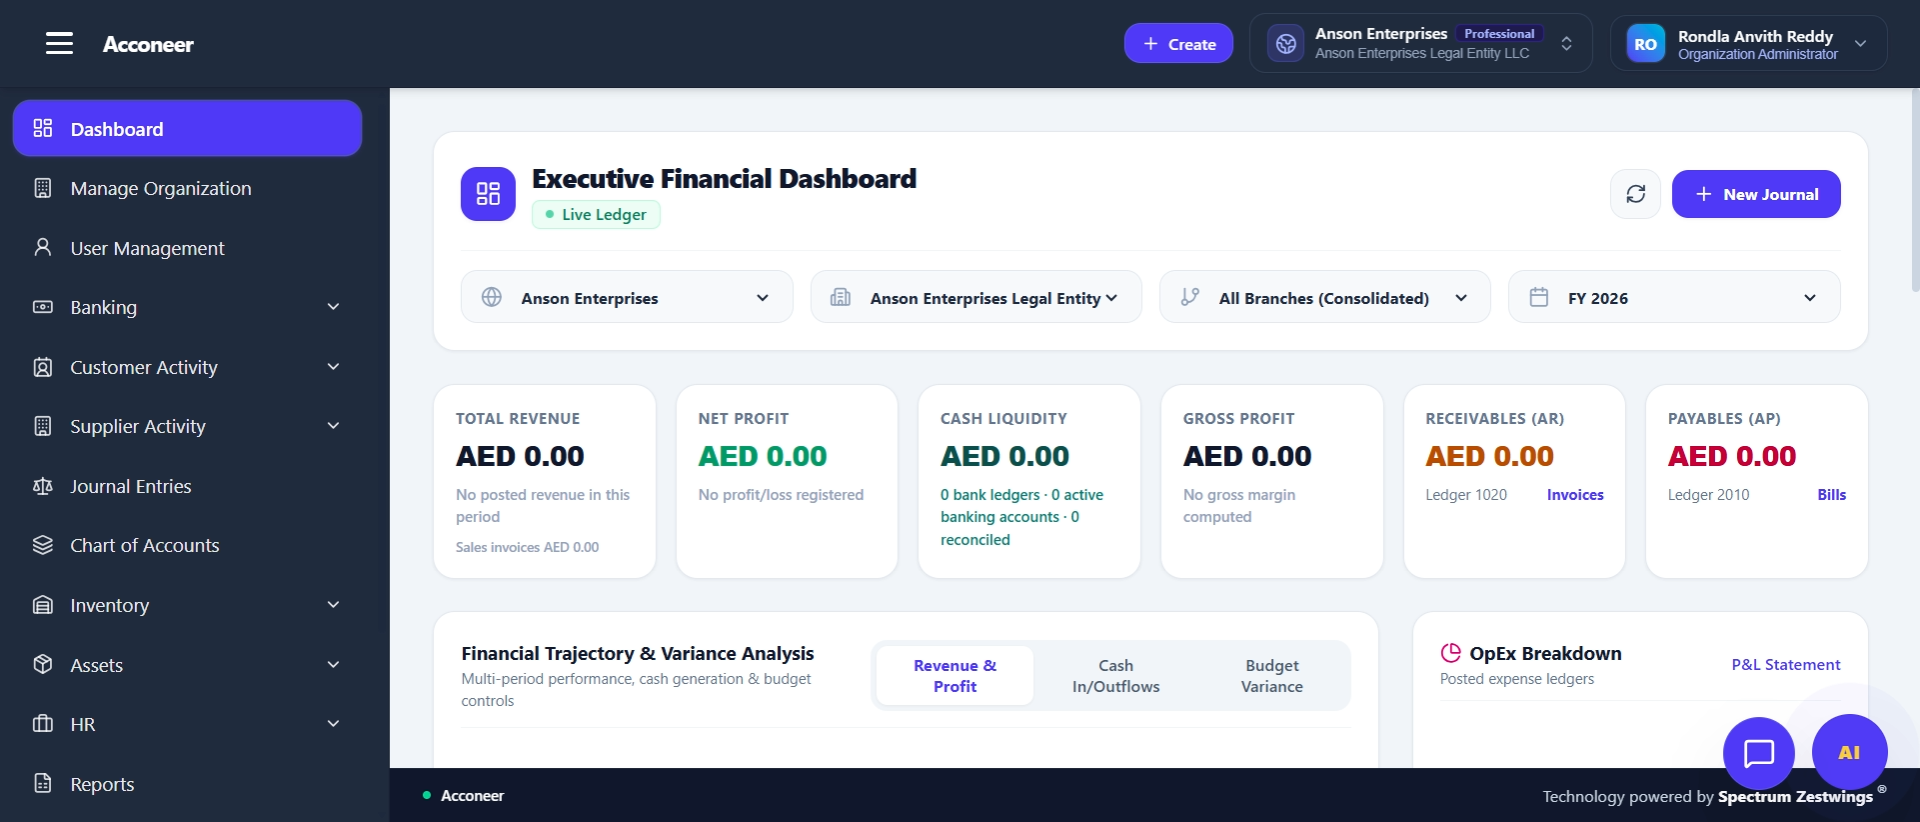 Acconeer
+ Create
Anson Enterprises Professional
Anson Enterprises Legal Entity LLC
RO
Rondla Anvith Reddy
Organization Administrator
Dashboard
Manage Organization
User Management
Banking
Customer Activity
Supplier Activity
Journal Entries
Chart of Accounts
Inventory
Assets
HR
Reports
Executive Financial Dashboard
Live Ledger
+ New Journal
Anson Enterprises
Anson Enterprises Legal Entity
All Branches (Consolidated)
FY 2026
TOTAL REVENUE
AED 0.00
No posted revenue in this
period
Sales invoices AED 0.00
NET PROFIT
AED 0.00
No profit/loss registered
CASH LIQUIDITY
AED 0.00
0 bank ledgers · 0 active
banking accounts · 0
reconciled
GROSS PROFIT
AED 0.00
No gross margin
computed
RECEIVABLES (AR)
AED 0.00
Ledger 1020 Invoices
PAYABLES (AP)
AED 0.00
Ledger 2010 Bills
Financial Trajectory & Variance Analysis
Multi-period performance, cash generation & budget
controls
Revenue &
Profit
Cash
In/Outflows
Budget
Variance
OpEx Breakdown
Posted expense ledgers
P&L Statement
AI
Acconeer
Technology powered by Spectrum Zestwings ®